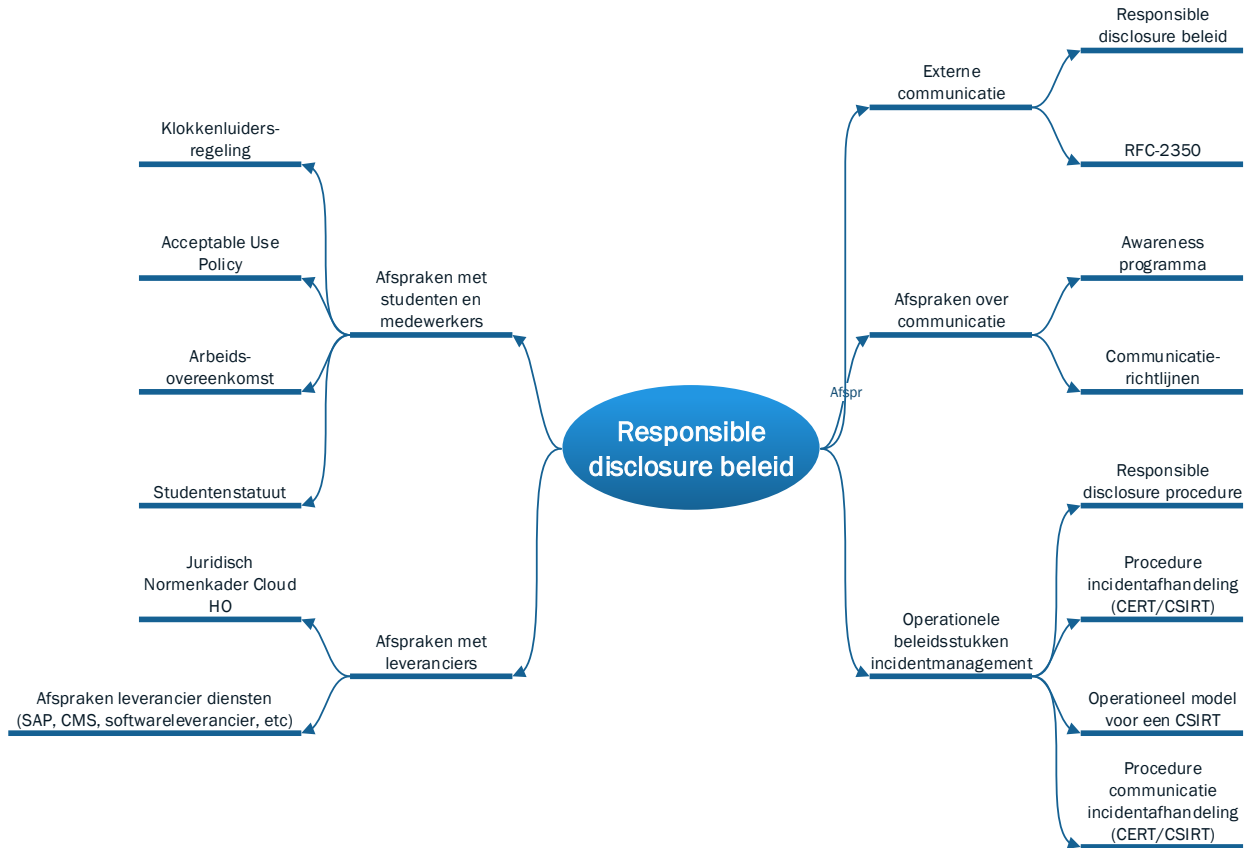 Responsible
disclosure beleid
Externe
communicatie
Responsible
disclosure beleid
RFC-2350
Afspraken over
communicatie
Awareness
programma
Communicatie-
richtlijnen
Afspr
Operationele
beleidsstukken
incidentmanagement
Responsible
disclosure procedure
Procedure
incidentafhandeling
(CERT/CSIRT)
Operationeel model
voor een CSIRT
Procedure
communicatie
incidentafhandeling
(CERT/CSIRT)
Afspraken met
studenten en
medewerkers
Klokkenluiders-
regeling
Acceptable Use
Policy
Arbeids-
overeenkomst
Studentenstatuut
Afspraken met
leveranciers
Juridisch
Normenkader Cloud
HO
Afspraken leverancier diensten
(SAP, CMS, softwareleverancier, etc)